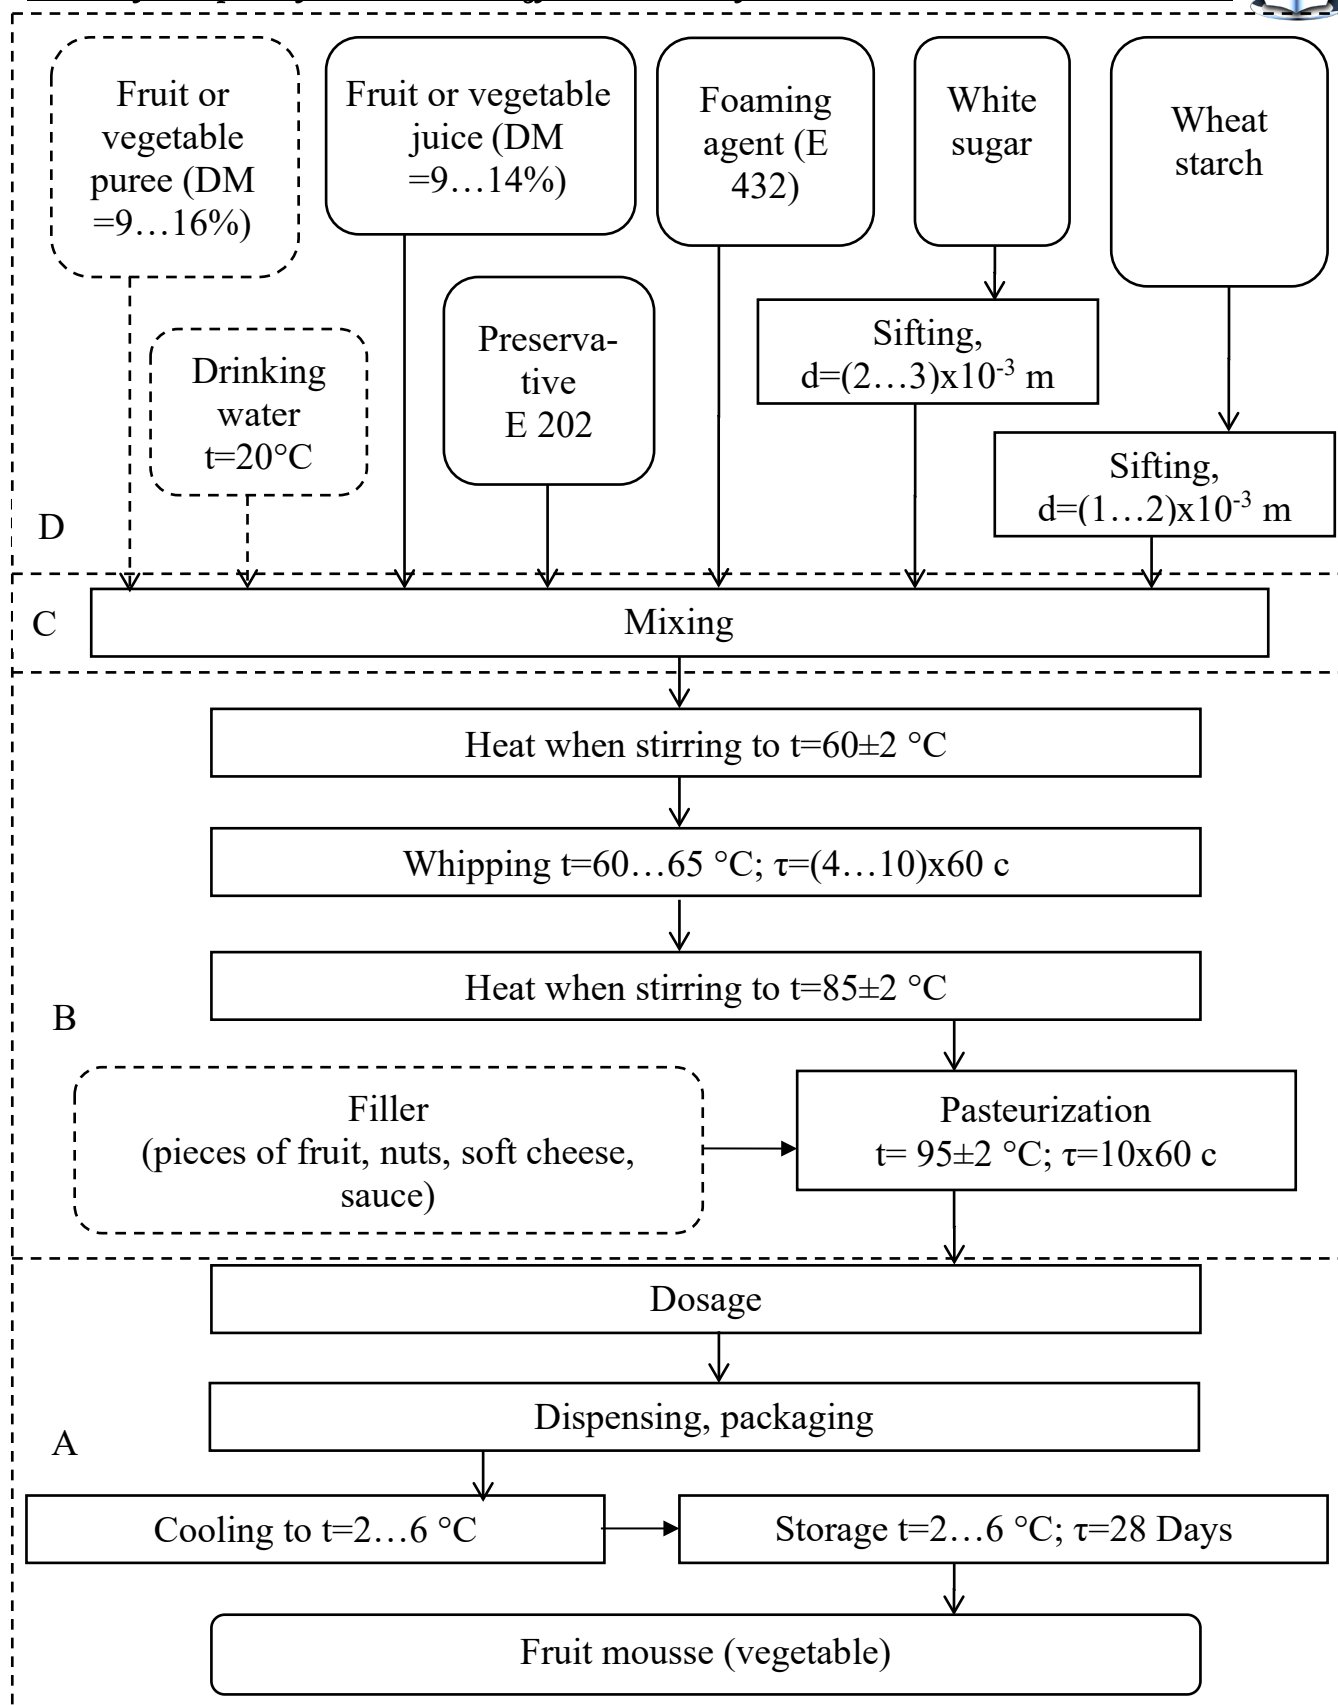 Fruit or
vegetable
puree (DM
=9…16%)
Fruit or vegetable
juice (DM
=9…14%)
Foaming
agent (E
432)
White
sugar
Wheat
starch
Drinking
water
t=20°C
Preserva-
tive
E 202
Sifting,
d=(2…3)x10⁻³ m
Sifting,
d=(1…2)x10⁻³ m
D
C
Mixing
Heat when stirring to t=60±2 °C
Whipping t=60…65 °C; τ=(4…10)x60 c
Heat when stirring to t=85±2 °C
B
Filler
(pieces of fruit, nuts, soft cheese,
sauce)
Pasteurization
t= 95±2 °C; τ=10x60 c
Dosage
Dispensing, packaging
A
Cooling to t=2…6 °C
Storage t=2…6 °C; τ=28 Days
Fruit mousse (vegetable)